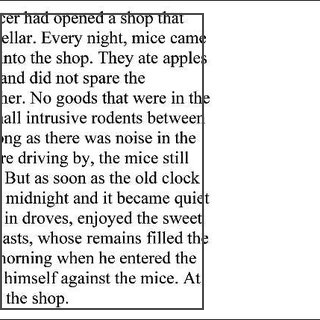 cer had opened a shop that
ellar. Every night, mice came
into the shop. They ate apples
and did not spare the
ner. No goods that were in the
all intrusive rodents between
ong as there was noise in the
re driving by, the mice still
But as soon as the old clock
midnight and it became quiet
in droves, enjoyed the sweet
asts, whose remains filled the
norning when he entered the
himself against the mice. At
the shop.